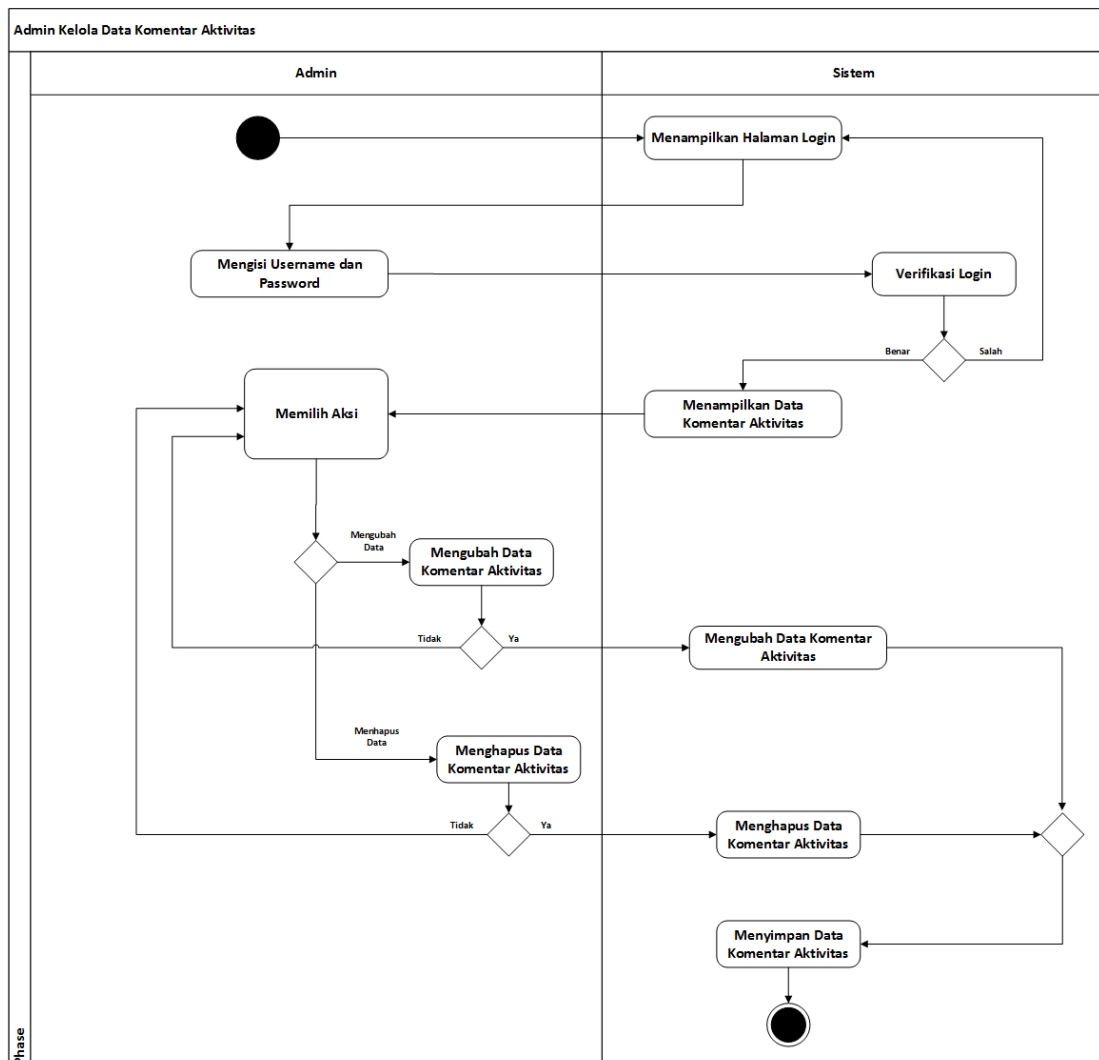 Admin Kelola Data Komentar Aktivitas
Admin
Sistem
Menampilkan Halaman Login
Mengisi Username dan
Password
Verifikasi Login
Benar
Salah
Memilih Aksi
Menampilkan Data
Komentar Aktivitas
Mengubah
Data
Mengubah Data
Komentar Aktivitas
Tidak
Ya
Mengubah Data Komentar
Aktivitas
Menhapus
Data
Menghapus Data
Komentar Aktivitas
Tidak
Ya
Menghapus Data
Komentar Aktivitas
Menyimpan Data
Komentar Aktivitas
Phase